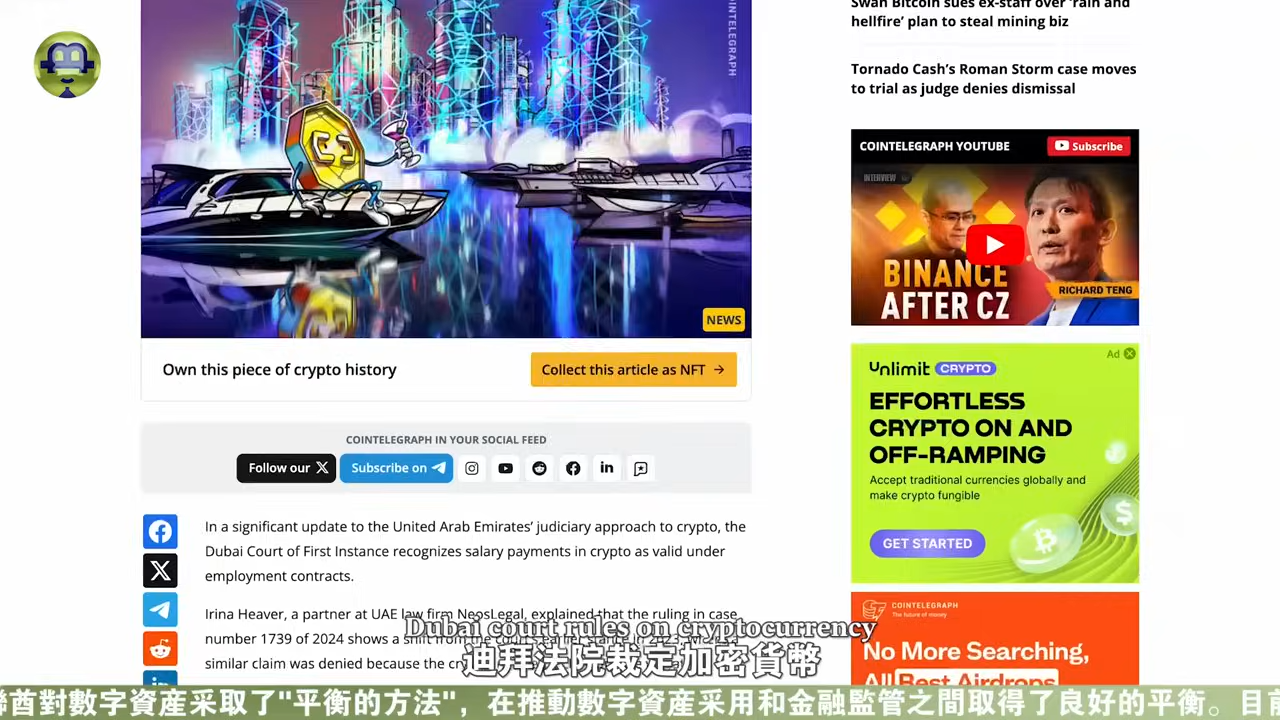 COINTELEGRAPH
NEWS
Own this piece of crypto history
Collect this article as NFT →
COINTELEGRAPH IN YOUR SOCIAL FEED
Follow our X
Subscribe on
In a significant update to the United Arab Emirates’ judiciary approach to crypto, the
Dubai Court of First Instance recognizes salary payments in crypto as valid under
employment contracts.
Irina Heaver, a partner at UAE law firm NeosLegal, explained that the ruling in case
number 1739 of 2024 shows a
similar claim was denied because the
Swan Bitcoin sues ex-staff over ‘rain and
hellfire’ plan to steal mining biz
Tornado Cash’s Roman Storm case moves
to trial as judge denies dismissal
COINTELEGRAPH YOUTUBE
Subscribe
INTERVIEW
BINANCE
AFTER CZ
RICHARD TENG
Ad
Unlimit CRYPTO
EFFORTLESS
CRYPTO ON AND
OFF-RAMPING
Accept traditional currencies globally and
make crypto fungible
GET STARTED
COINTELEGRAPH
The future of money
No More Searching,
All Best Airdrops
Dubai court rules on cryptocurrency
迪拜法院裁定加密貨幣
酋對數字資産采取了"平衡的方法"，在推動數字資産采用和金融監管之間取得了良好的平衡。目前